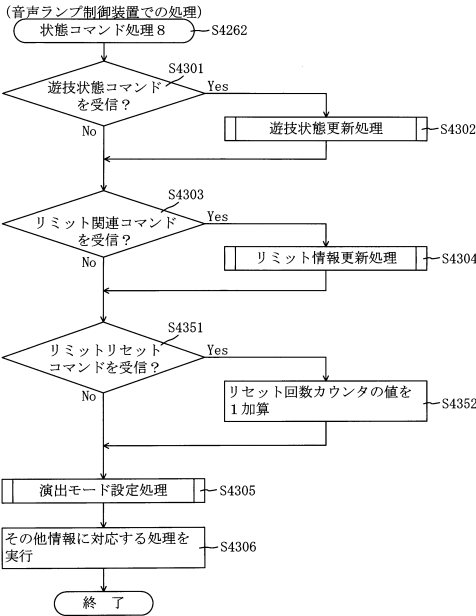 (音声ランプ制御装置での処理)
状態コマンド処理8
S4262
S4301
遊技状態コマンド
を受信?
Yes
No
遊技状態更新処理
S4302
S4303
リミット関連コマンド
を受信?
Yes
No
リミット情報更新処理
S4304
S4351
リミットリセット
コマンドを受信?
Yes
No
リセット回数カウンタの値を
1加算
S4352
演出モード設定処理
S4305
その他情報に対応する処理を
実行
S4306
終 了